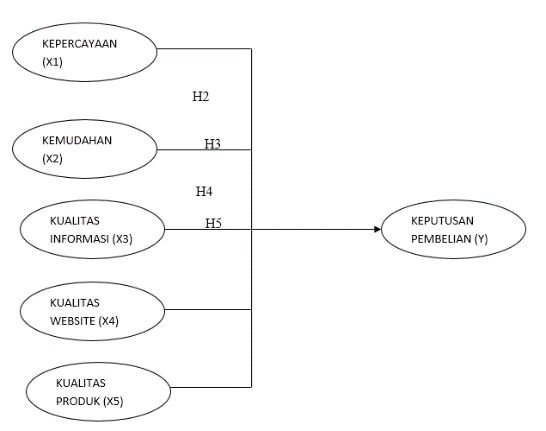 KEPERCAYAAN
(X1)
H2
KEMUDAHAN
(X2)
H3
H4
KUALITAS
INFORMASI (X3)
H5
KEPUTUSAN
PEMBELIAN (Y)
KUALITAS
WEBSITE (X4)
KUALITAS
PRODUK (X5)